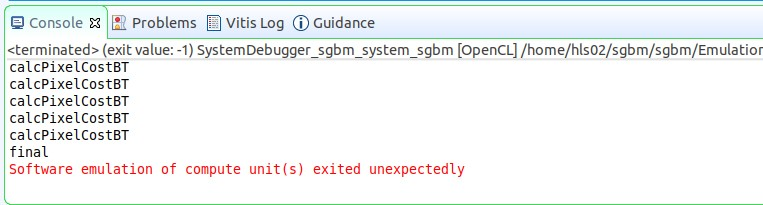 Console Problems Vitis Log Guidance
<terminated> (exit value: -1) SystemDebugger_sgbm_system_sgbm [OpenCL] /home/hls02/sgbm/sgbm/Emulation
calcPixelCostBT
calcPixelCostBT
calcPixelCostBT
calcPixelCostBT
calcPixelCostBT
final
Software emulation of compute unit(s) exited unexpectedly